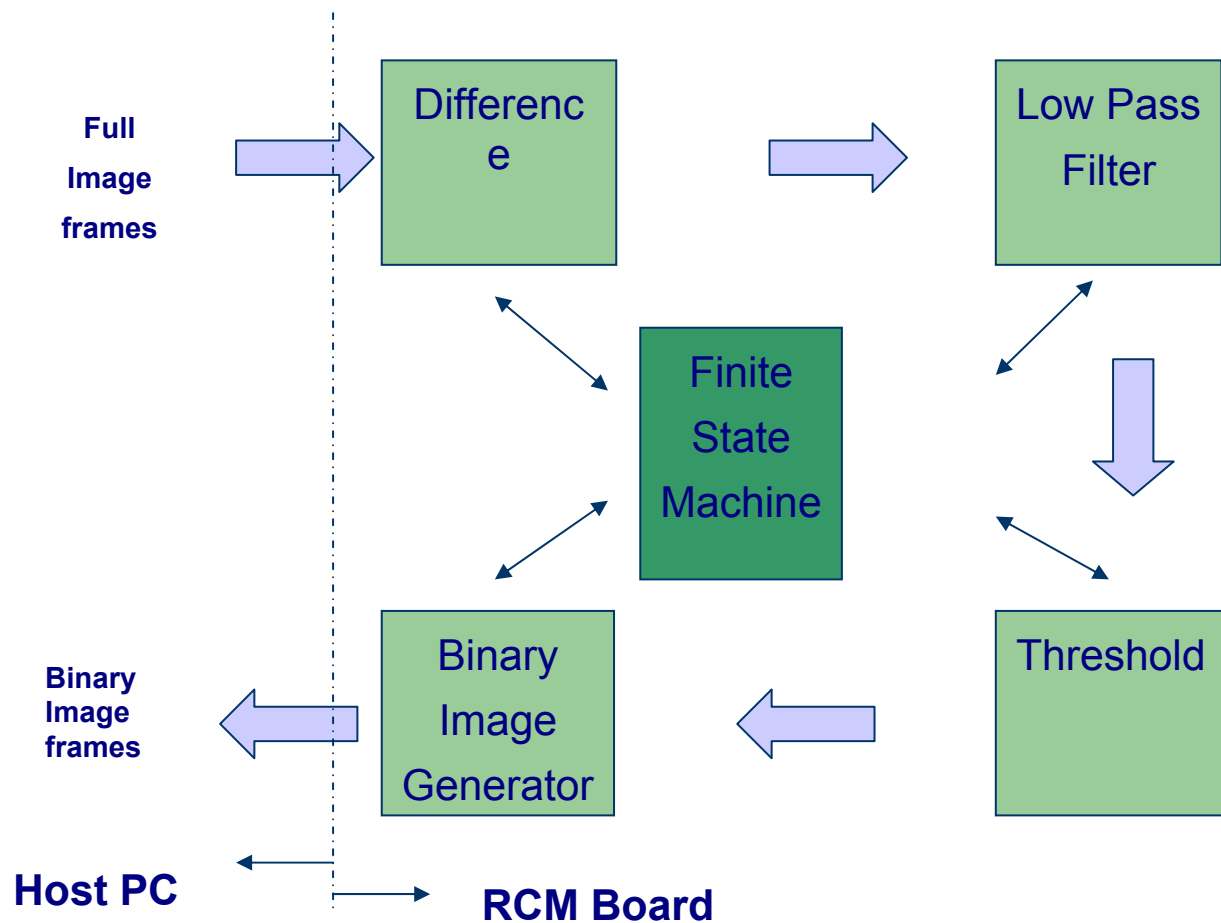 Full
Image
frames
Differenc
e
Low Pass
Filter
Finite
State
Machine
Binary
Image
frames
Binary
Image
Generator
Threshold
Host PC
RCM Board